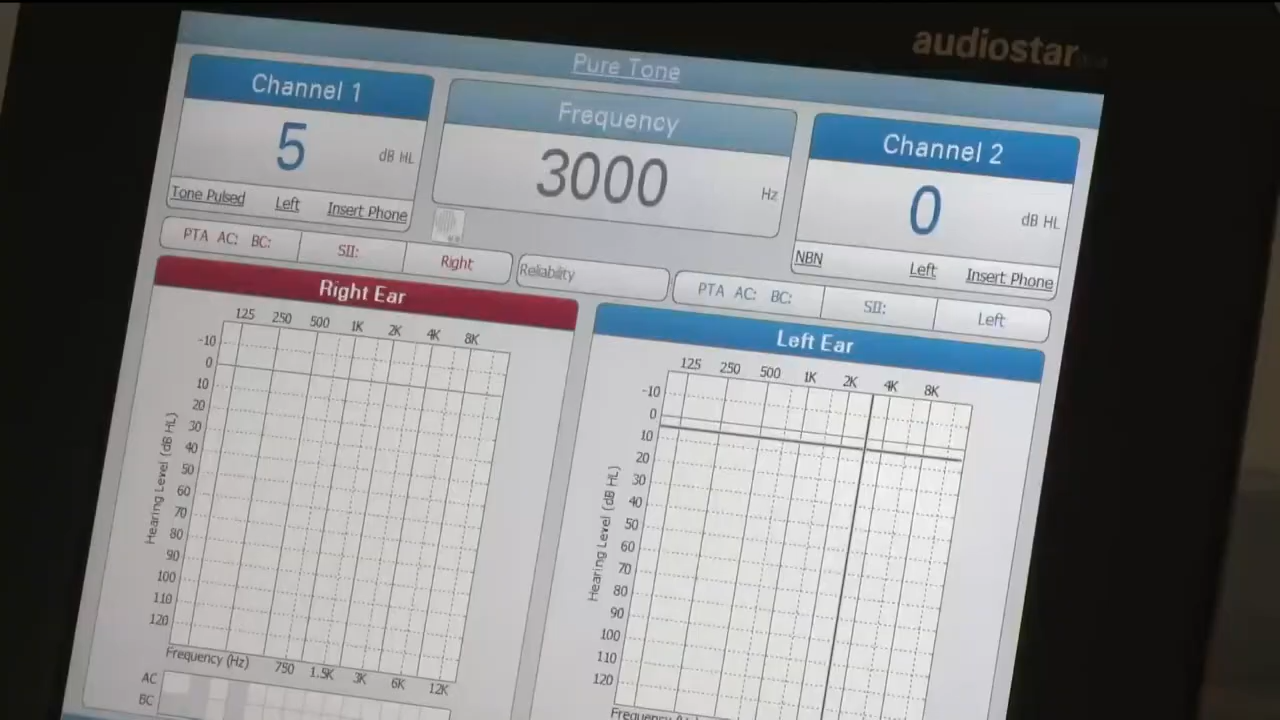 audiostar
Pure Tone
Channel 1
5 dB HL
Tone Pulsed Left Insert Phone
Frequency
3000 Hz
Channel 2
0 dB HL
NBN Left Insert Phone
PTA AC: BC: SII: Right
Reliability
PTA AC: BC: SII: Left
Right Ear
125 250 500 1K 2K 4K 8K
-10
0
10
20
30
40
50
60
70
80
90
100
110
120
Hearing Level (dB HL)
Frequency (Hz) 750 1.5K 3K 6K 12K
AC
BC
Left Ear
125 250 500 1K 2K 4K 8K
-10
0
10
20
30
40
50
60
70
80
90
100
110
120
Hearing Level (dB HL)